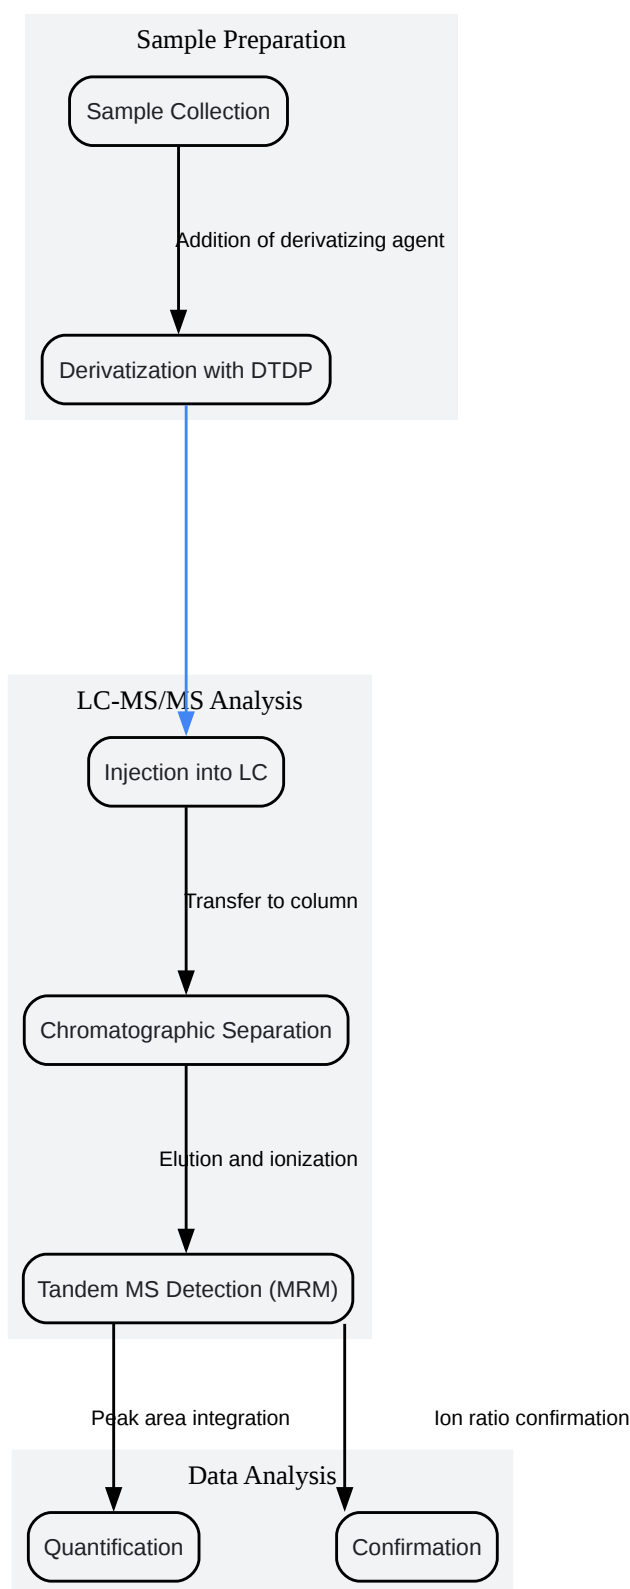 Sample Preparation
Sample Collection
Addition of derivatizing agent
Derivatization with DTDP
LC-MS/MS Analysis
Injection into LC
Transfer to column
Chromatographic Separation
Elution and ionization
Tandem MS Detection (MRM)
Peak area integration
Ion ratio confirmation
Data Analysis
Quantification
Confirmation